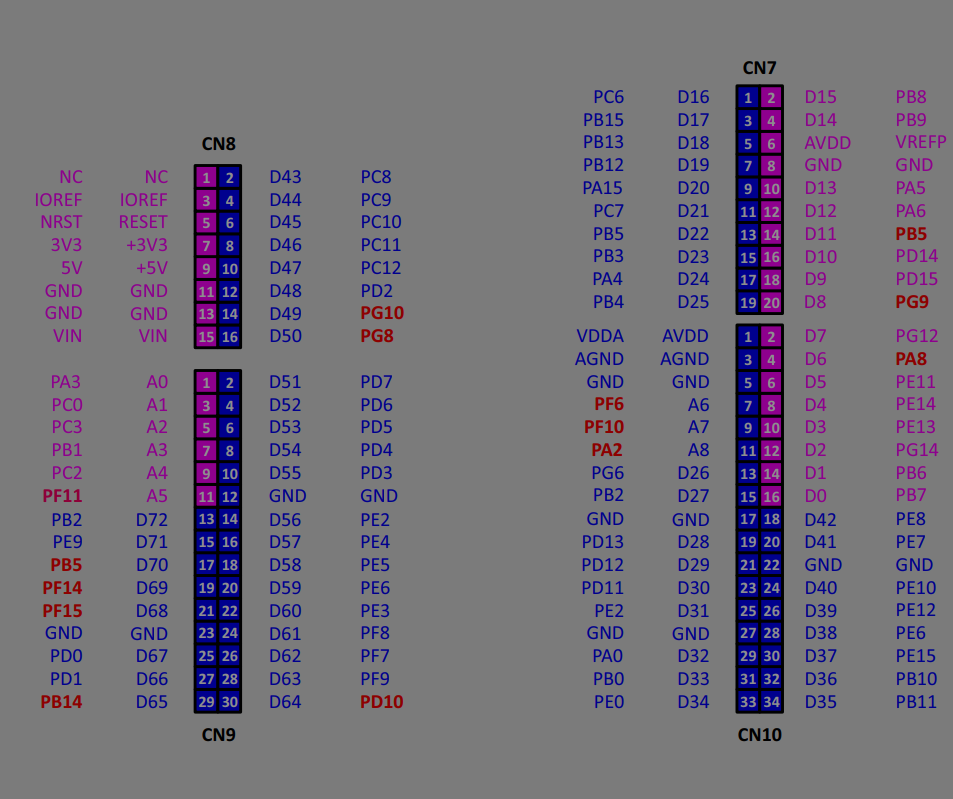 CN7
PC6 D16 1 2 D15 PB8
PB15 D17 3 4 D14 PB9
PB13 D18 5 6 AVDD VREFP
PB12 D19 7 8 GND GND
PA15 D20 9 10 D13 PA5
PC7 D21 11 12 D12 PA6
PB5 D22 13 14 D11 PB5
PB3 D23 15 16 D10 PD14
PA4 D24 17 18 D9 PD15
PB4 D25 19 20 D8 PG9
CN8
NC NC 1 2 D43 PC8
IOREF IOREF 3 4 D44 PC9
NRST RESET 5 6 D45 PC10
3V3 +3V3 7 8 D46 PC11
5V +5V 9 10 D47 PC12
GND GND 11 12 D48 PD2
GND GND 13 14 D49 PG10
VIN VIN 15 16 D50 PG8
PA3 A0 1 2 D51 PD7
PC0 A1 3 4 D52 PD6
PC3 A2 5 6 D53 PD5
PB1 A3 7 8 D54 PD4
PC2 A4 9 10 D55 PD3
PF11 A5 11 12 GND GND
PB2 D72 13 14 D56 PE2
PE9 D71 15 16 D57 PE4
PB5 D70 17 18 D58 PE5
PF14 D69 19 20 D59 PE6
PF15 D68 21 22 D60 PE3
GND GND 23 24 D61 PF8
PD0 D67 25 26 D62 PF7
PD1 D66 27 28 D63 PF9
PB14 D65 29 30 D64 PD10
CN9
VDDA AVDD 1 2 D7 PG12
AGND AGND 3 4 D6 PA8
GND GND 5 6 D5 PE11
PF6 A6 7 8 D4 PE14
PF10 A7 9 10 D3 PE13
PA2 A8 11 12 D2 PG14
PG6 D26 13 14 D1 PB6
PB2 D27 15 16 D0 PB7
GND GND 17 18 D42 PE8
PD13 D28 19 20 D41 PE7
PD12 D29 21 22 GND GND
PD11 D30 23 24 D40 PE10
PE2 D31 25 26 D39 PE12
GND GND 27 28 D38 PE6
PA0 D32 29 30 D37 PE15
PB0 D33 31 32 D36 PB10
PE0 D34 33 34 D35 PB11
CN10